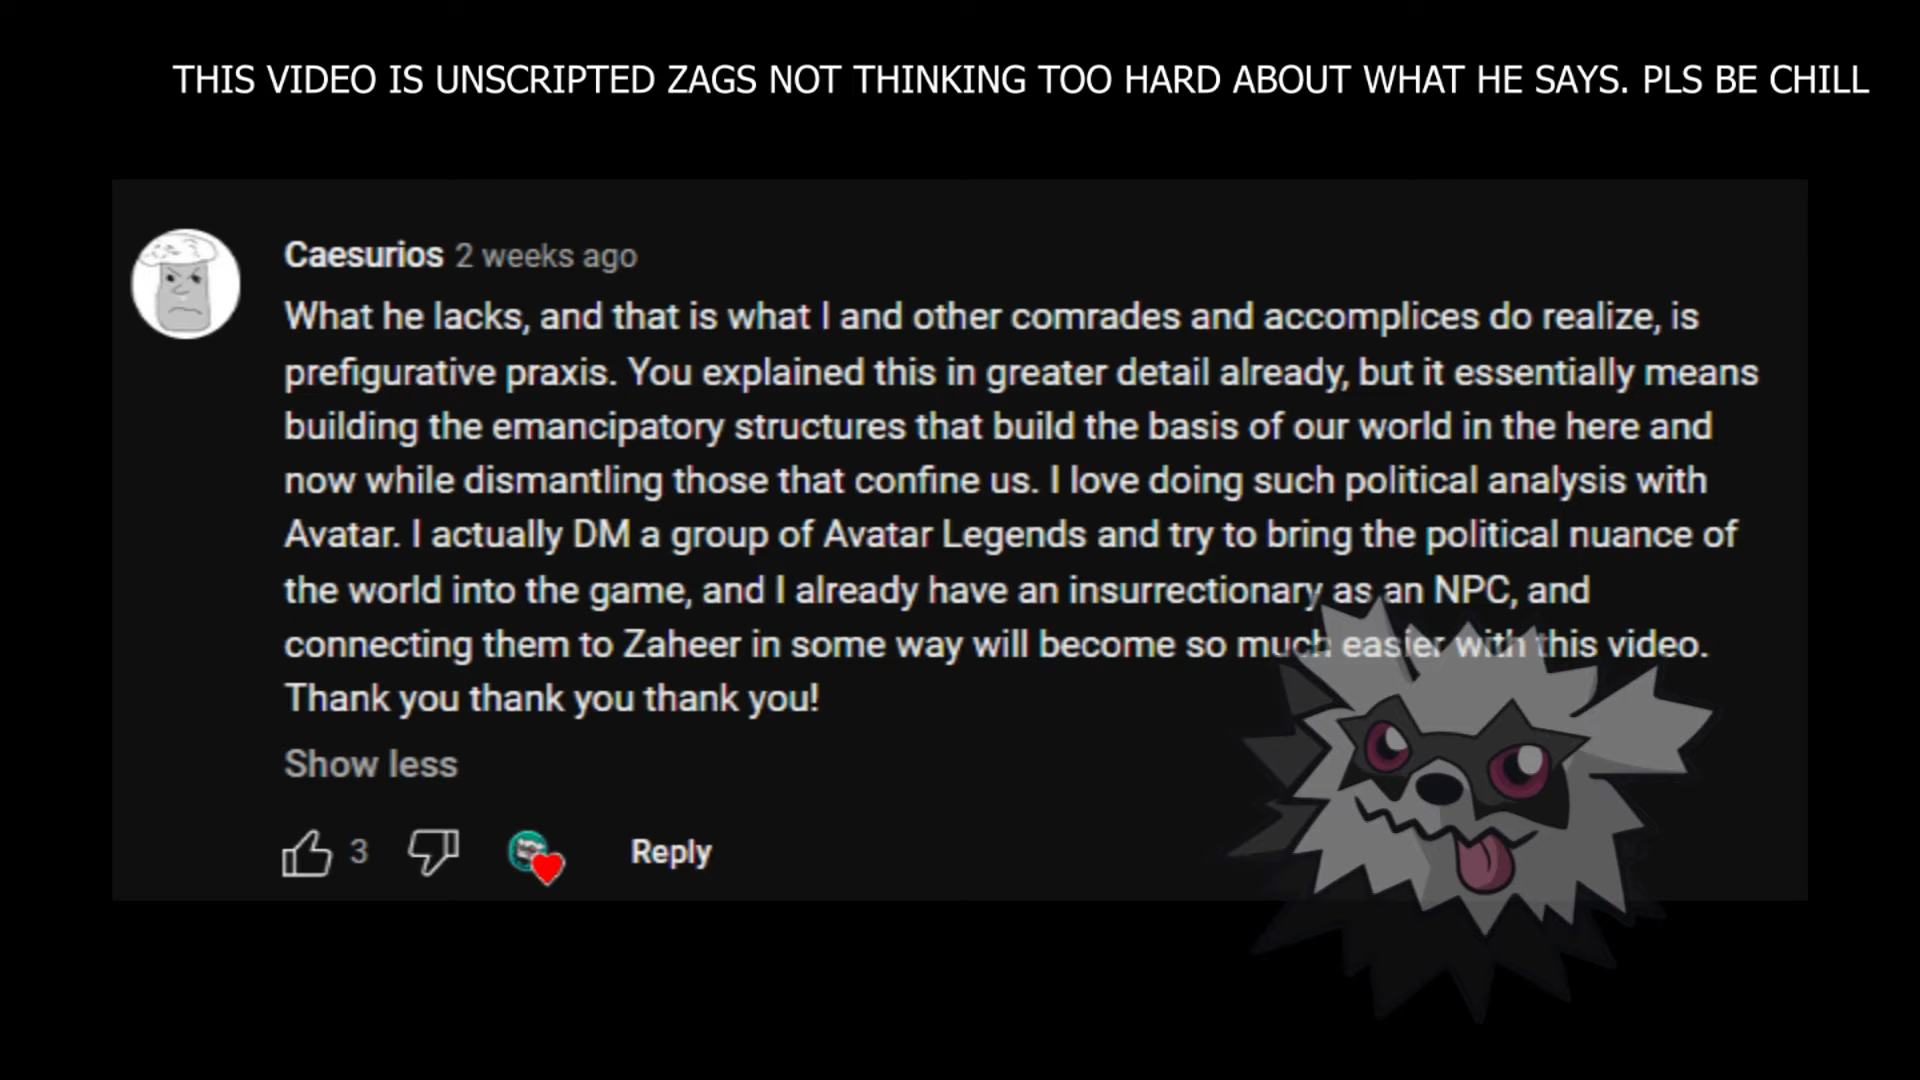 THIS VIDEO IS UNSCRIPTED ZAGS NOT THINKING TOO HARD ABOUT WHAT HE SAYS. PLS BE CHILL
Caesurios 2 weeks ago
What he lacks, and that is what I and other comrades and accomplices do realize, is
prefigurative praxis. You explained this in greater detail already, but it essentially means
building the emancipatory structures that build the basis of our world in the here and
now while dismantling those that confine us. I love doing such political analysis with
Avatar. I actually DM a group of Avatar Legends and try to bring the political nuance of
the world into the game, and I already have an insurrectionary as an NPC, and
connecting them to Zaheer in some way will become so much easier with this video.
Thank you thank you thank you!
Show less
3 Reply